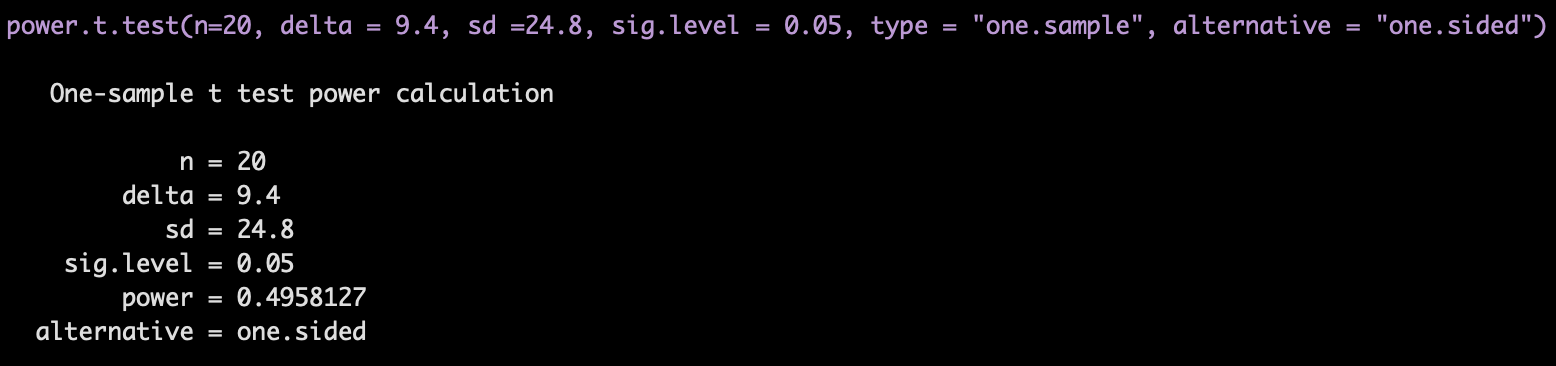 power.t.test(n=20, delta = 9.4, sd =24.8, sig.level = 0.05, type = "one.sample", alternative = "one.sided")
One-sample t test power calculation
n = 20
delta = 9.4
sd = 24.8
sig.level = 0.05
power = 0.4958127
alternative = one.sided